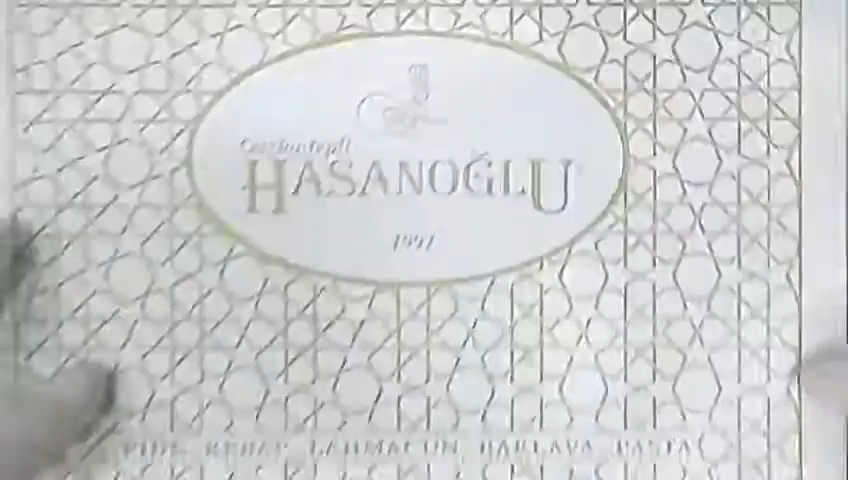 Gaziantepli
HASANOĞLU
1991
PİDE KEBAP LAHMACUN BAKLAVA PASTA